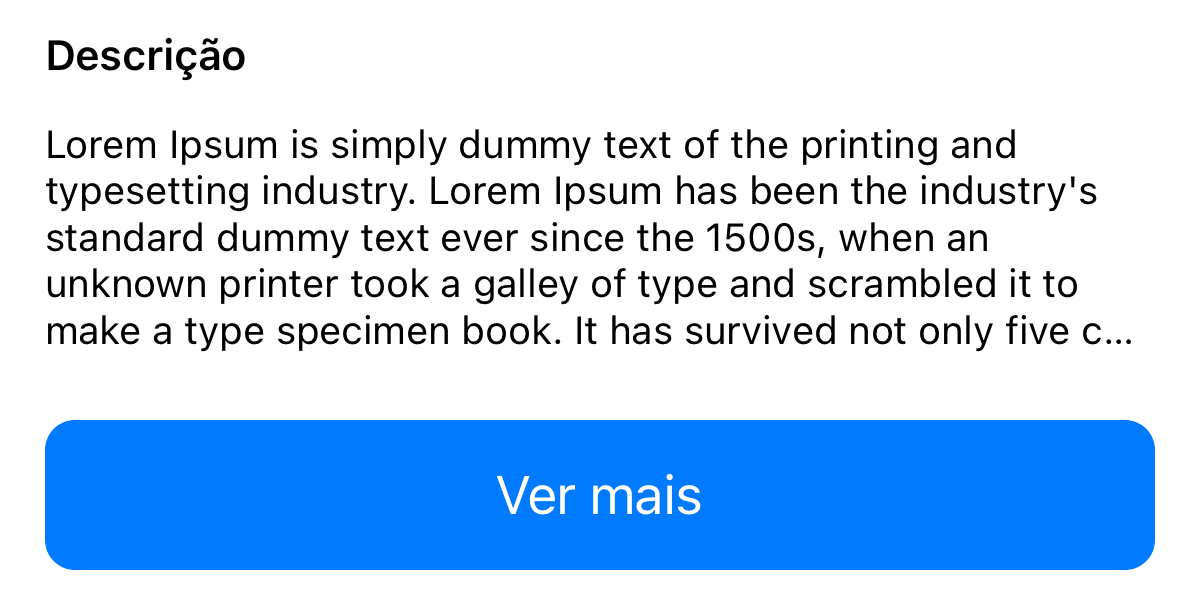 Descrição
Lorem Ipsum is simply dummy text of the printing and
typesetting industry. Lorem Ipsum has been the industry's
standard dummy text ever since the 1500s, when an
unknown printer took a galley of type and scrambled it to
make a type specimen book. It has survived not only five c...
Ver mais